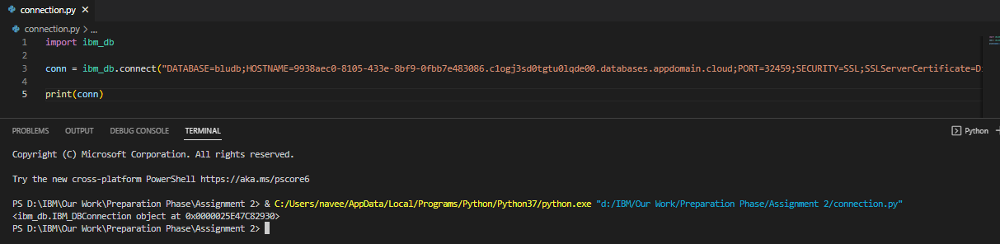 connection.py ×
connection.py > ...
1 import ibm_db
2
3 conn = ibm_db.connect("DATABASE=bludb;HOSTNAME=9938aec0-8105-433e-8bf9-0fbb7e483086.c1ogj3sd0tgtu0lqde00.databases.appdomain.cloud;PORT=32459;SECURITY=SSL;SSLServerCertificate=Di
4
5 print(conn)
PROBLEMS OUTPUT DEBUG CONSOLE TERMINAL Python
Copyright (C) Microsoft Corporation. All rights reserved.
Try the new cross-platform PowerShell https://aka.ms/pscore6
PS D:\IBM\Our Work\Preparation Phase\Assignment 2> & C:/Users/navee/AppData/Local/Programs/Python/Python37/python.exe "d:/IBM/Our Work/Preparation Phase/Assignment 2/connection.py"
<ibm_db.IBM_DBConnection object at 0x0000025E47C82930>
PS D:\IBM\Our Work\Preparation Phase\Assignment 2>